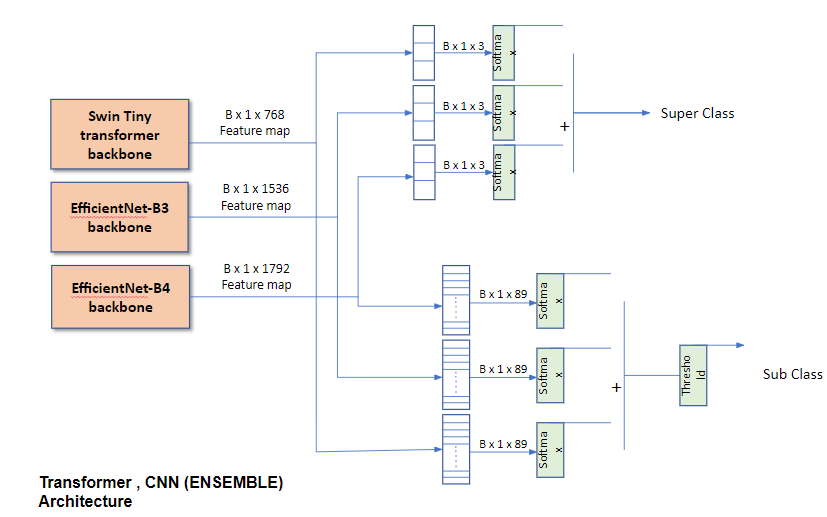 B x 1 x 3
Softma
x
B x 1 x 3
Softma
x
B x 1 x 3
Softma
x
+
Super Class
Swin Tiny
transformer
backbone
B x 1 x 768
Feature map
EfficientNet-B3
backbone
B x 1 x 1536
Feature map
EfficientNet-B4
backbone
B x 1 x 1792
Feature map
B x 1 x 89
Softma
x
B x 1 x 89
Softma
x
B x 1 x 89
Softma
x
+
Thresho
ld
Sub Class
Transformer , CNN (ENSEMBLE)
Architecture